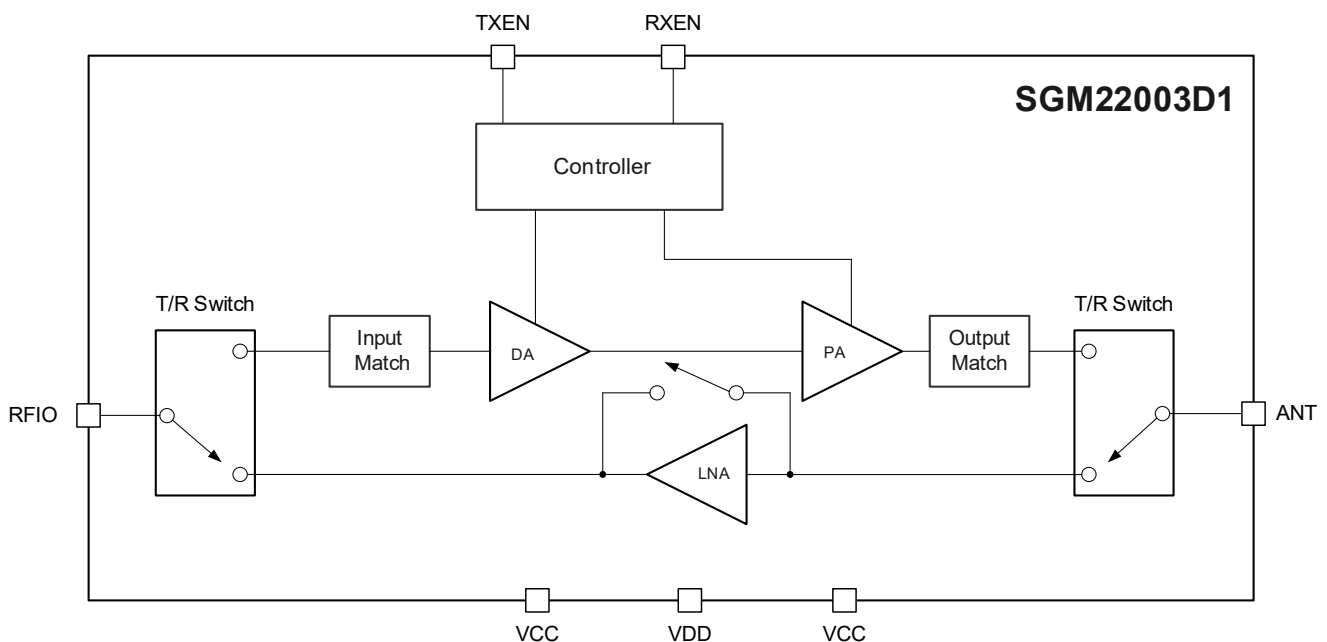 TXEN
RXEN
SGM22003D1
Controller
T/R Switch
T/R Switch
Input
Match
DA
PA
Output
Match
RFIO
ANT
LNA
VCC
VDD
VCC